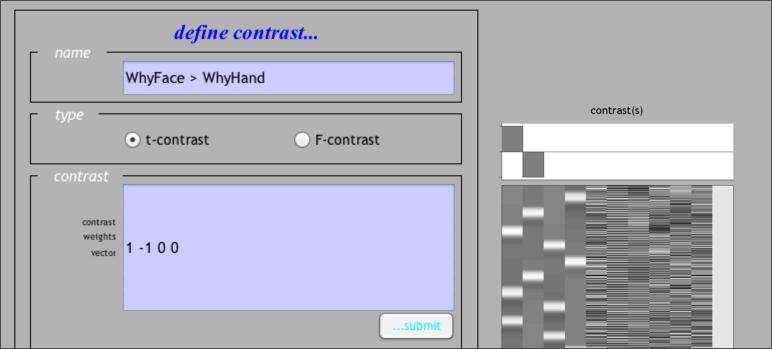 define contrast...
name
WhyFace > WhyHand
type
t-contrast
F-contrast
contrast
contrast
weights
vector
1 -1 0 0
...submit
contrast(s)